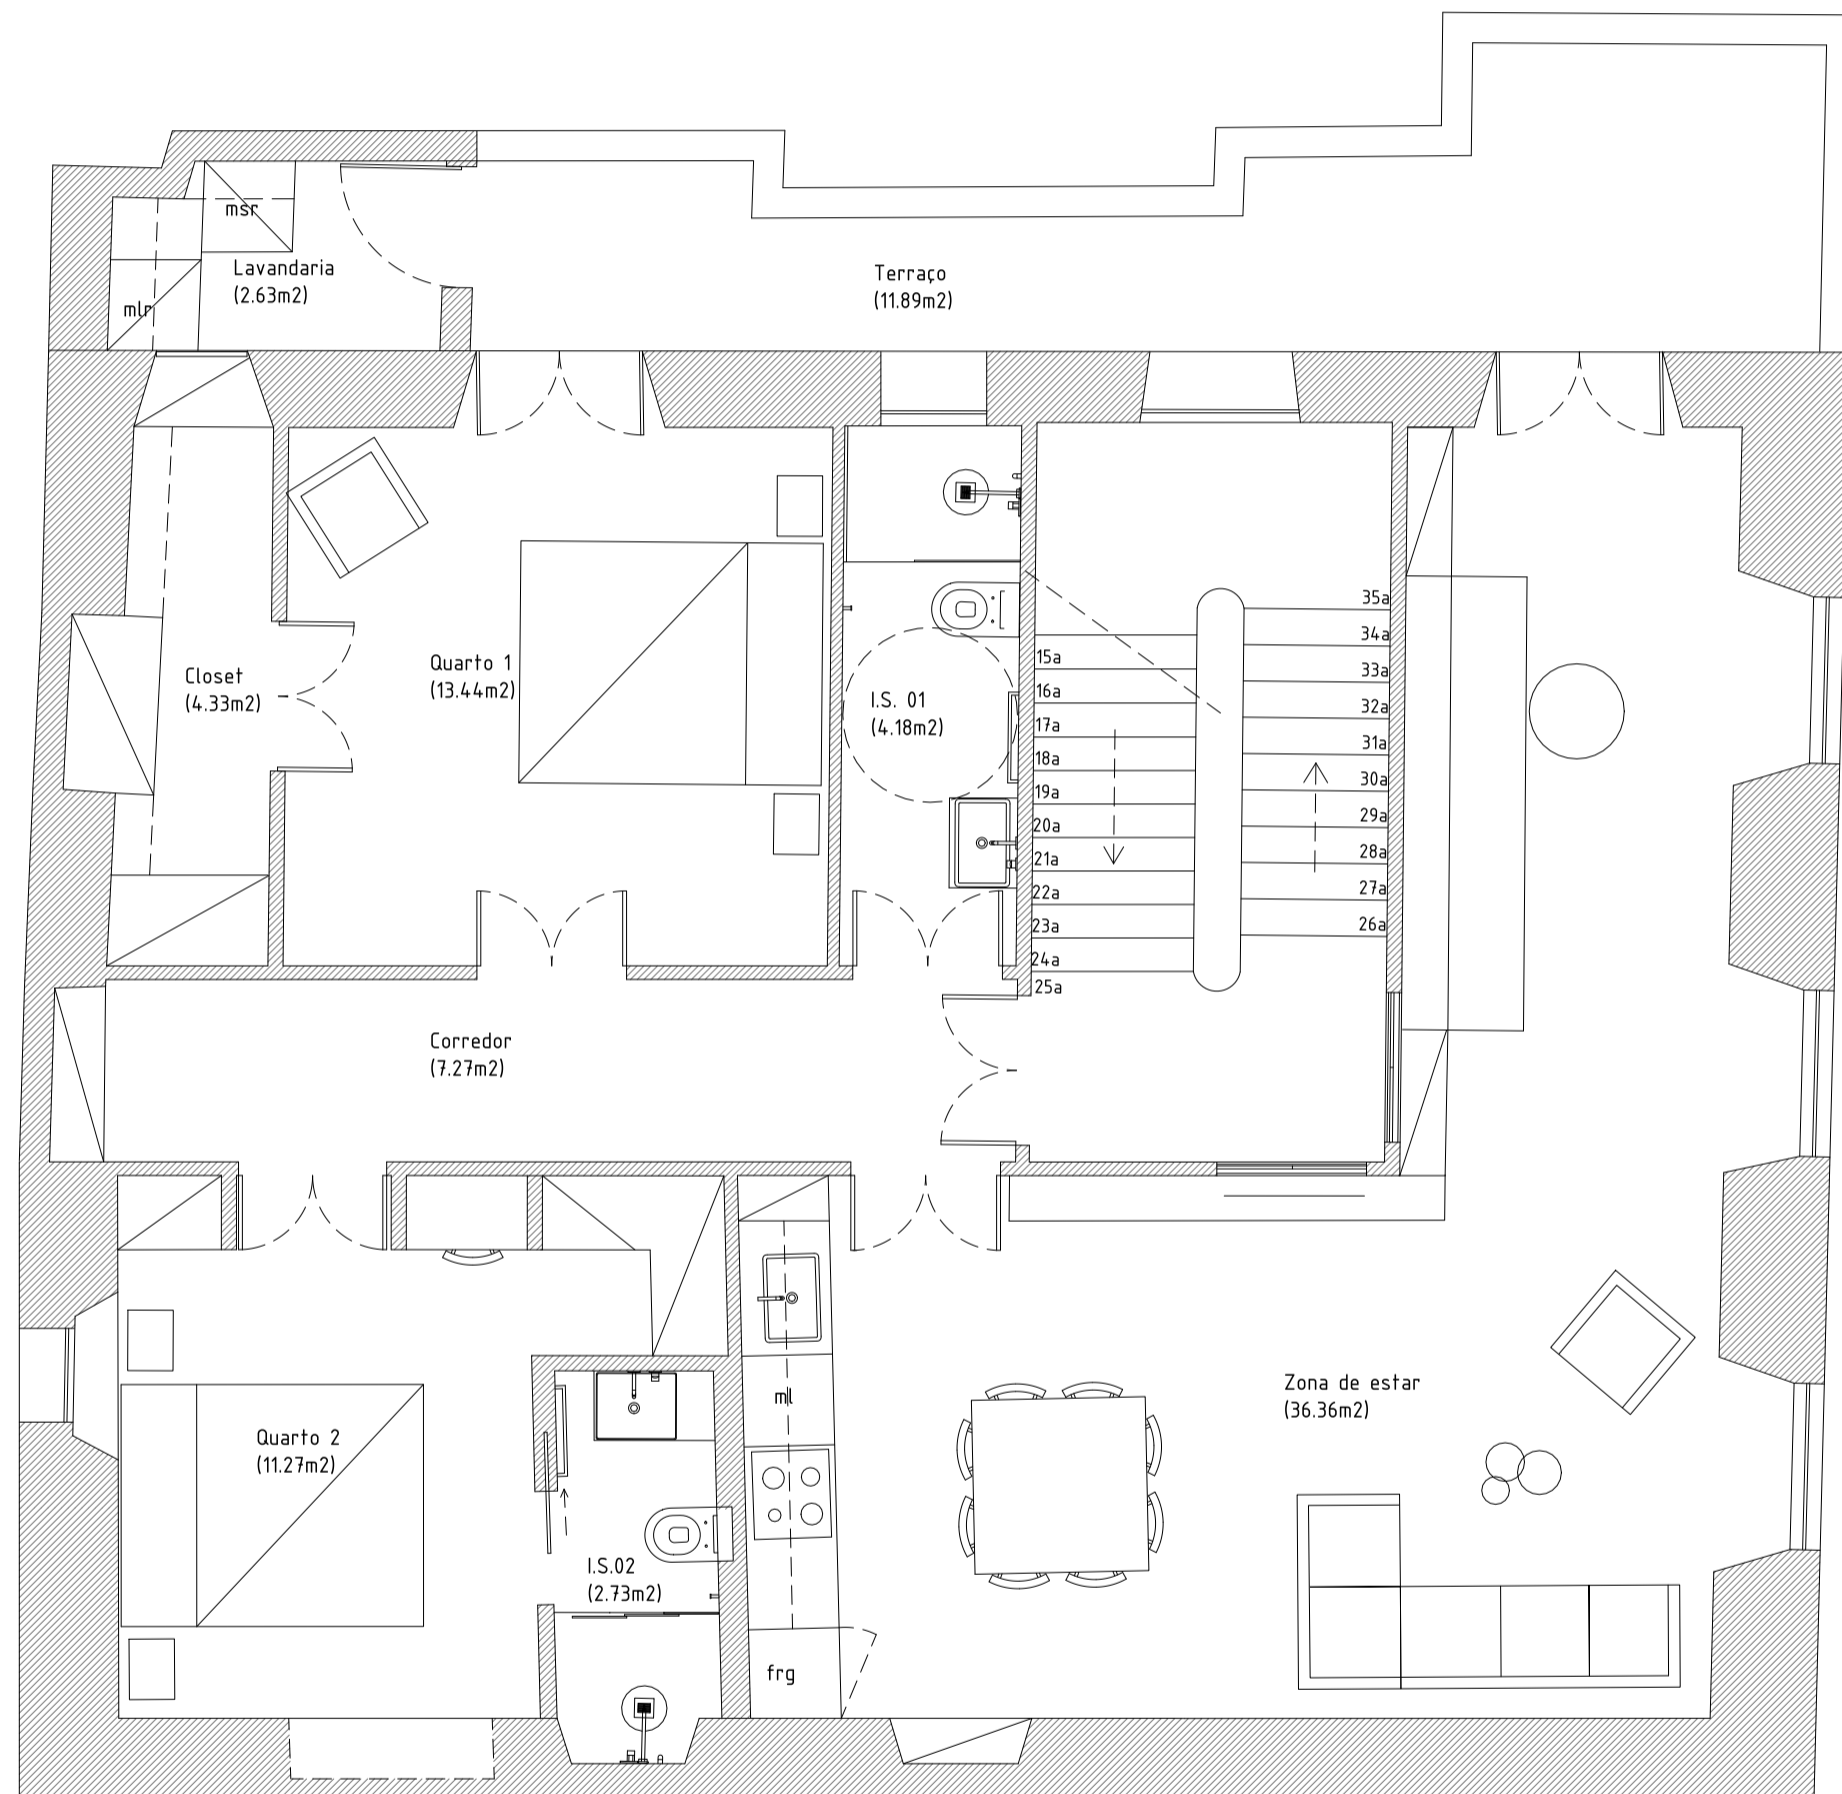 msr
Lavandaria
(2.63m2)
mlr
Terraço
(11.89m2)
Closet
(4.33m2)
Quarto 1
(13.44m2)
I.S. 01
(4.18m2)
15a
16a
17a
18a
19a
20a
21a
22a
23a
24a
25a
35a
34a
33a
32a
31a
30a
29a
28a
27a
26a
Corredor
(7.27m2)
Quarto 2
(11.27m2)
I.S.02
(2.73m2)
ml
frg
Zona de estar
(36.36m2)